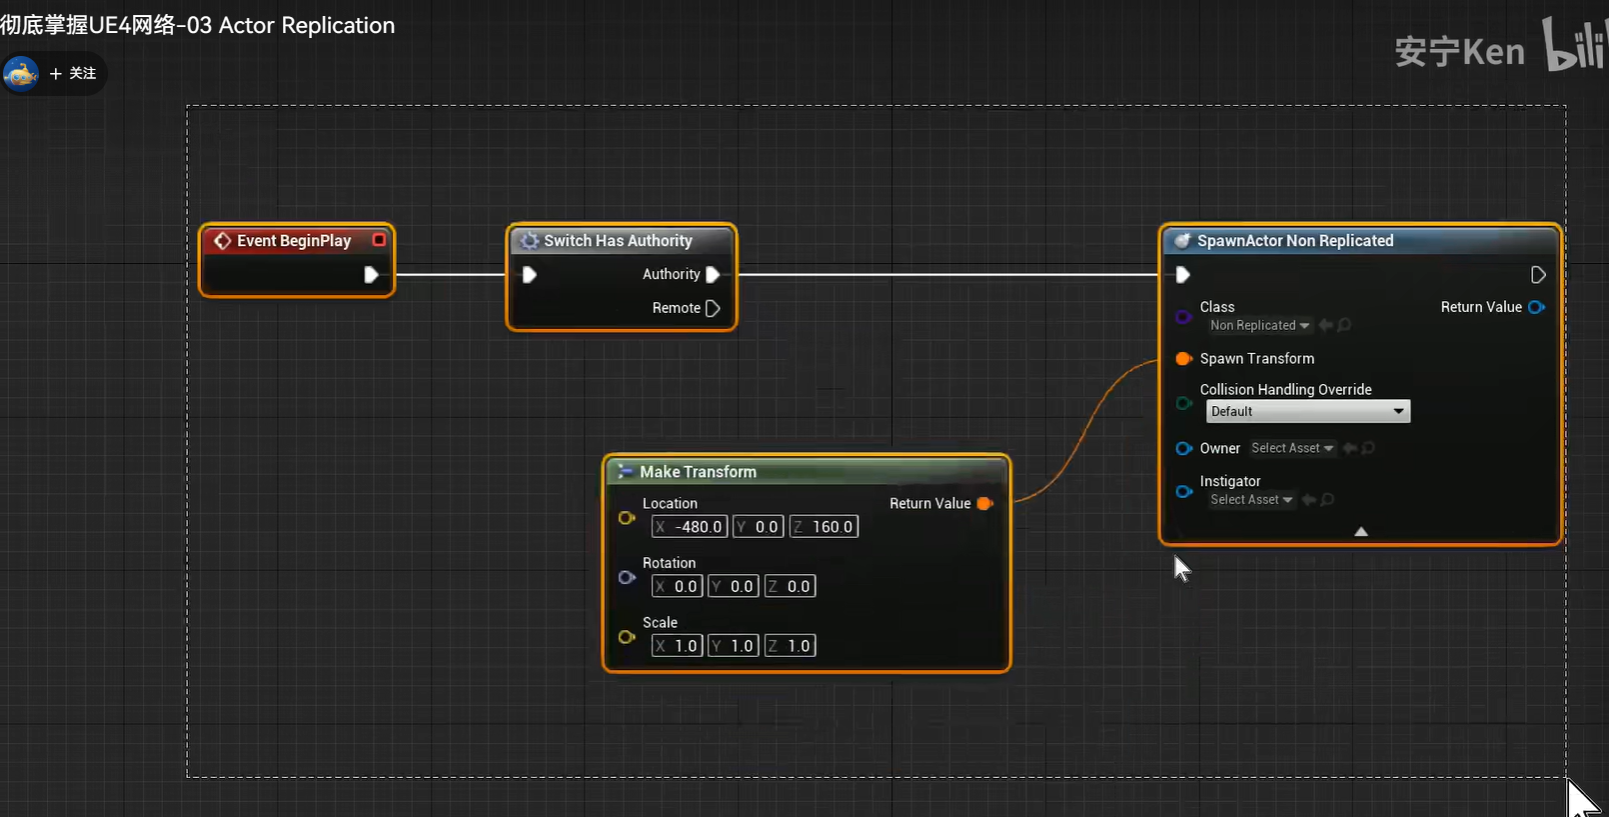 彻底掌握UE4网络-03 Actor Replication
+ 关注
安宁Ken bili
Event BeginPlay
Switch Has Authority
Authority
Remote
SpawnActor Non Replicated
Class
Return Value
Non Replicated
Spawn Transform
Collision Handling Override
Default
Owner Select Asset
Instigator
Select Asset
Make Transform
Location
Return Value
X -480.0 Y 0.0 Z 160.0
Rotation
X 0.0 Y 0.0 Z 0.0
Scale
X 1.0 Y 1.0 Z 1.0